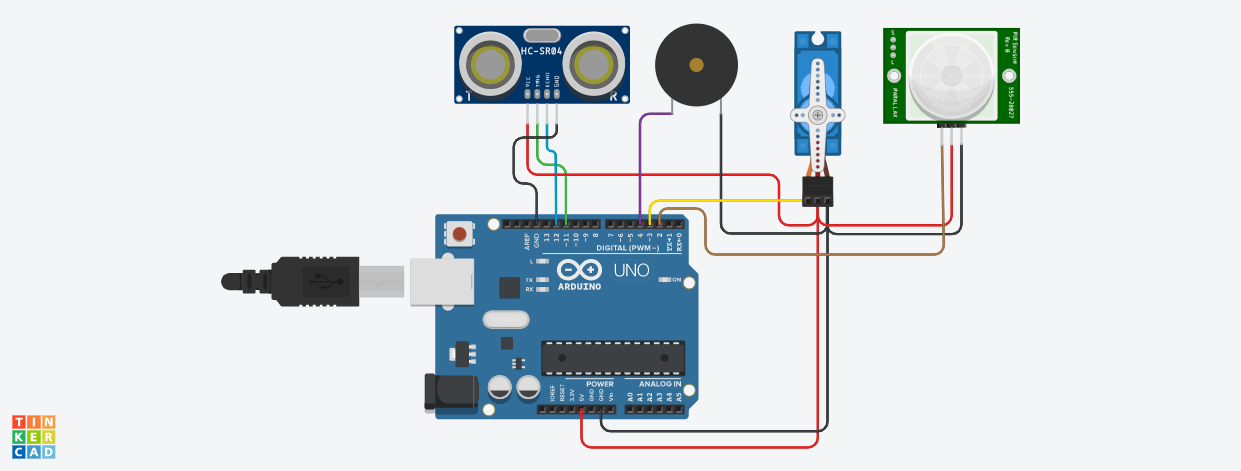 HC-SR04
VCC
TRIG
ECHO
GND
T
R
PIR Sensor
Rev B
555-28027
PARALLAX
AREF
GND
13
12
~11
~10
~9
8
7
~6
~5
4
~3
2
TX→1
RX←0
DIGITAL (PWM~)
L
TX
RX
UNO
ARDUINO
ON
POWER
ANALOG IN
IOREF
RESET
3.3V
5V
GND
GND
Vin
A0
A1
A2
A3
A4
A5
TIN
KER
CAD